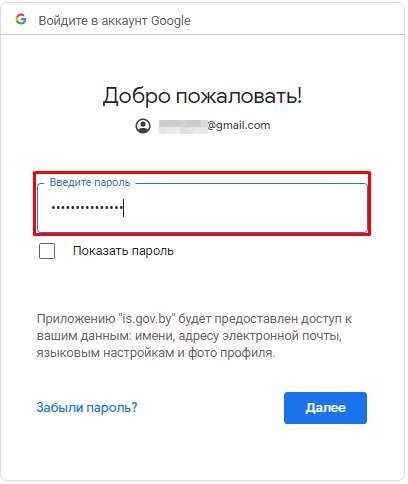 Войдите в аккаунт Google
Добро пожаловать!
@gmail.com
Введите пароль
•••••••••••••••
Показать пароль
Приложению "is.gov.by" будет предоставлен доступ к
вашим данным: имени, адресу электронной почты,
языковым настройкам и фото профиля.
Забыли пароль?
Далее